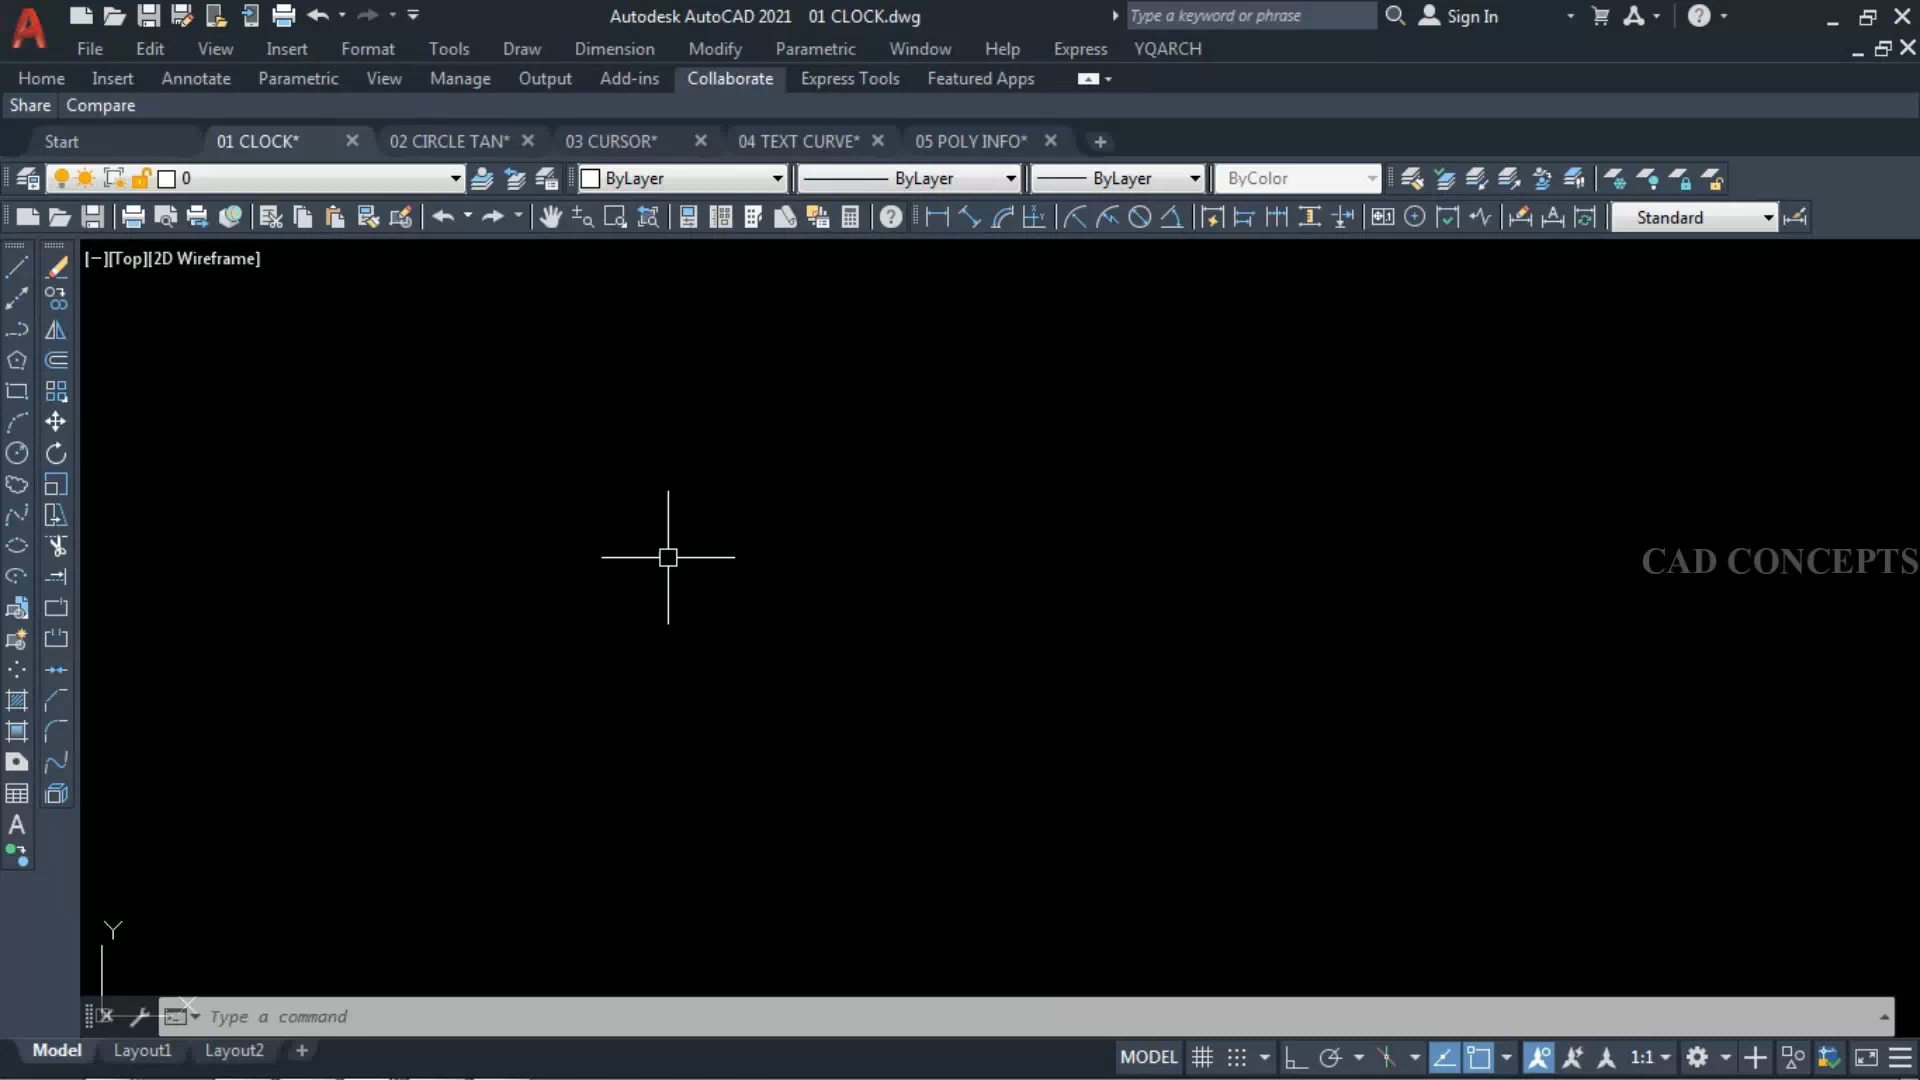 Autodesk AutoCAD 2021 01 CLOCK.dwg
Type a keyword or phrase
Sign In
File Edit View Insert Format Tools Draw Dimension Modify Parametric Window Help Express YQARCH
Home Insert Annotate Parametric View Manage Output Add-ins Collaborate Express Tools Featured Apps
Share Compare
Start 01 CLOCK* 02 CIRCLE TAN* 03 CURSOR* 04 TEXT CURVE* 05 POLY INFO*
0 ByLayer ByLayer ByLayer ByColor
Standard
[−][Top][2D Wireframe]
CAD CONCEPTS
Y
X
Type a command
Model Layout1 Layout2
MODEL 1:1